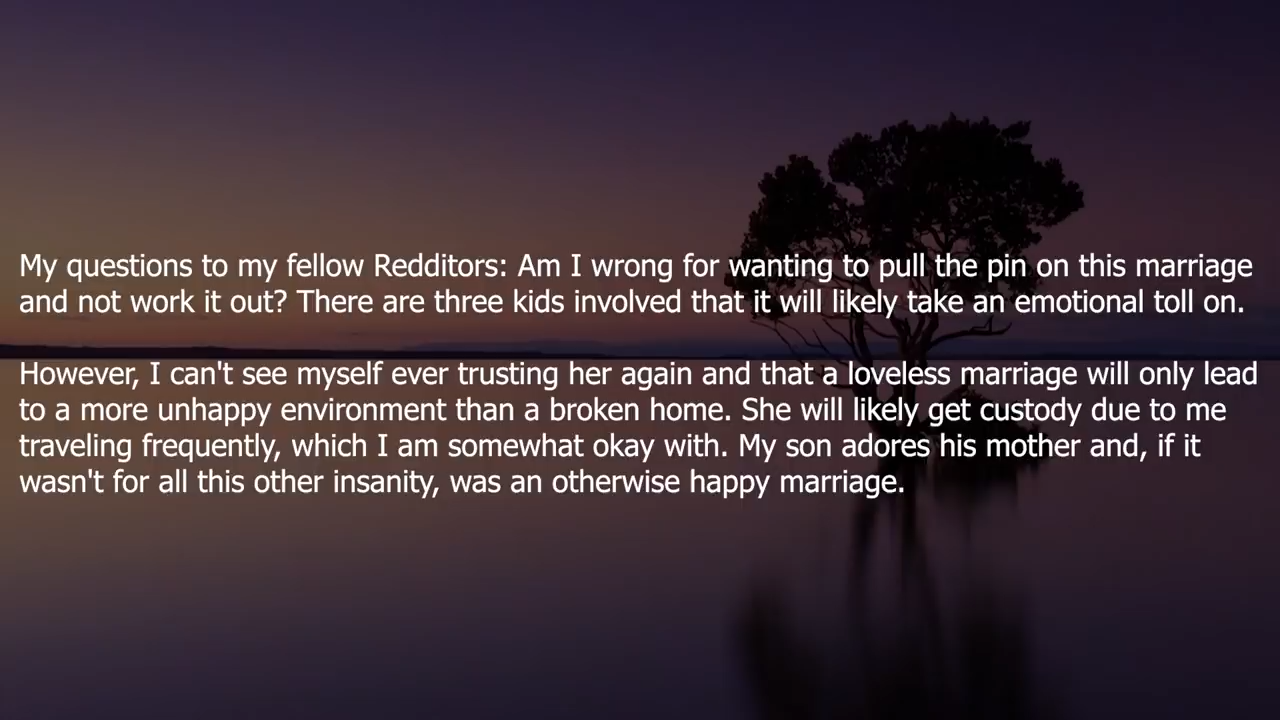 My questions to my fellow Redditors: Am I wrong for wanting to pull the pin on this marriage
and not work it out? There are three kids involved that it will likely take an emotional toll on.
However, I can't see myself ever trusting her again and that a loveless marriage will only lead
to a more unhappy environment than a broken home. She will likely get custody due to me
traveling frequently, which I am somewhat okay with. My son adores his mother and, if it
wasn't for all this other insanity, was an otherwise happy marriage.